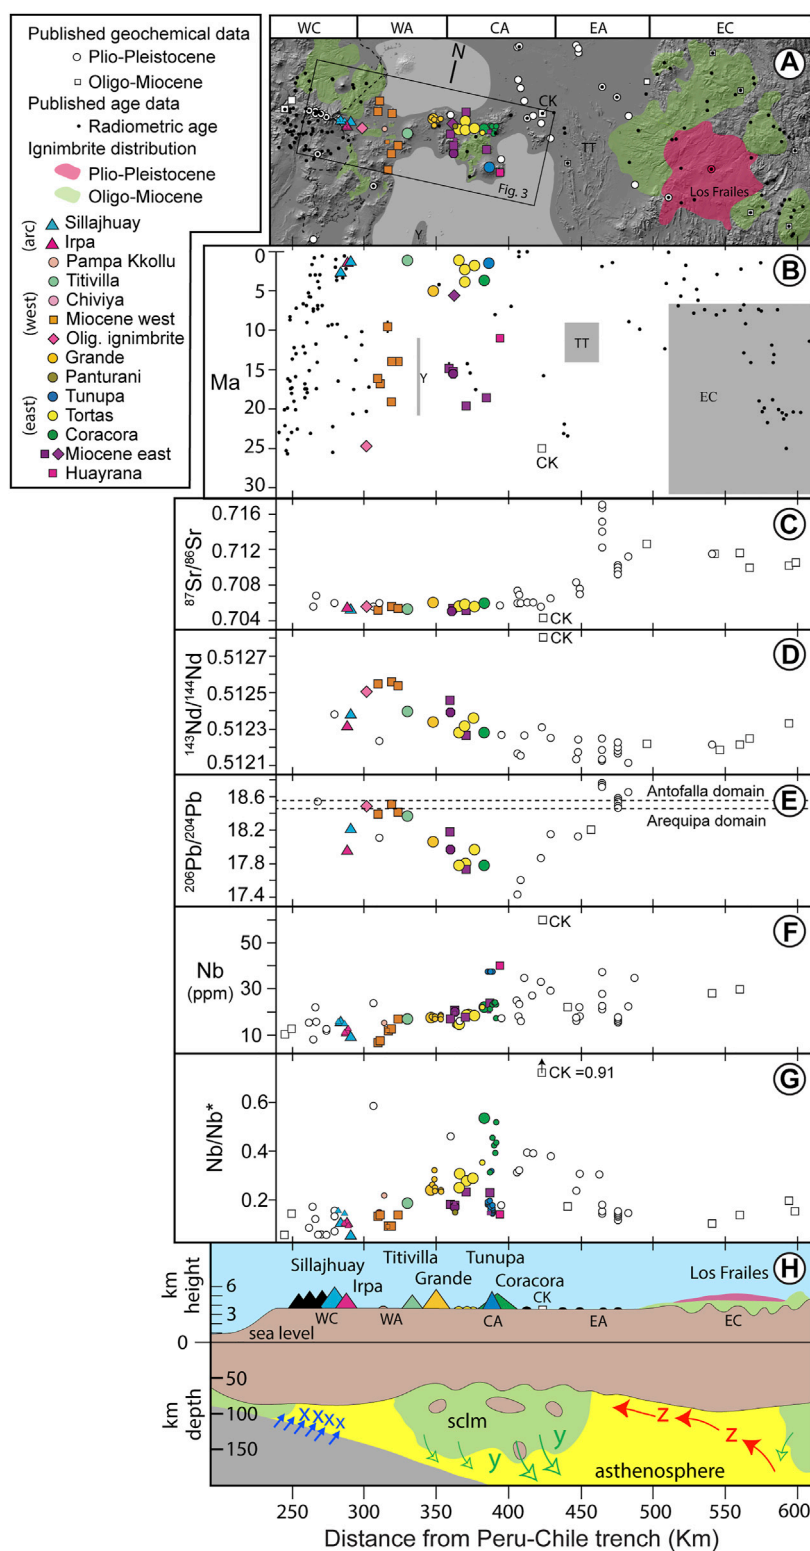 WC WA CA EA EC
Published geochemical data
Plio-Pleistocene
Oligo-Miocene
Published age data
Radiometric age
Ignimbrite distribution
Plio-Pleistocene
Oligo-Miocene
(arc)
Sillajhuay
Irpa
Pampa Kkollu
Titivilla
(west)
Chiviya
Miocene west
Olig. ignimbrite
Grande
Panturani
(east)
Tunupa
Tortas
Coracora
Miocene east
Huayrana
A
N
CK
TT
Los Frailes
Fig. 3
Y
B
0
5
10
Ma 15
20
25
30
Y
TT
EC
CK
C
87Sr/86Sr
0.716
0.712
0.708
0.704
CK
D
CK
143Nd/144Nd
0.5127
0.5125
0.5123
0.5121
E
206Pb/204Pb
18.6
18.2
17.8
17.4
Antofalla domain
Arequipa domain
F
Nb
(ppm)
50
30
10
CK
G
Nb/Nb*
0.6
0.4
0.2
CK =0.91
H
km
height
6
3
0
Sillajhuay
Irpa
Titivilla
Grande
Tunupa
Coracora
CK
Los Frailes
WC WA CA EA EC
sea level
km
depth
50
100
150
x x x x
sclm
y y
z z
asthenosphere
250 300 350 400 450 500 550 600
Distance from Peru-Chile trench (Km)